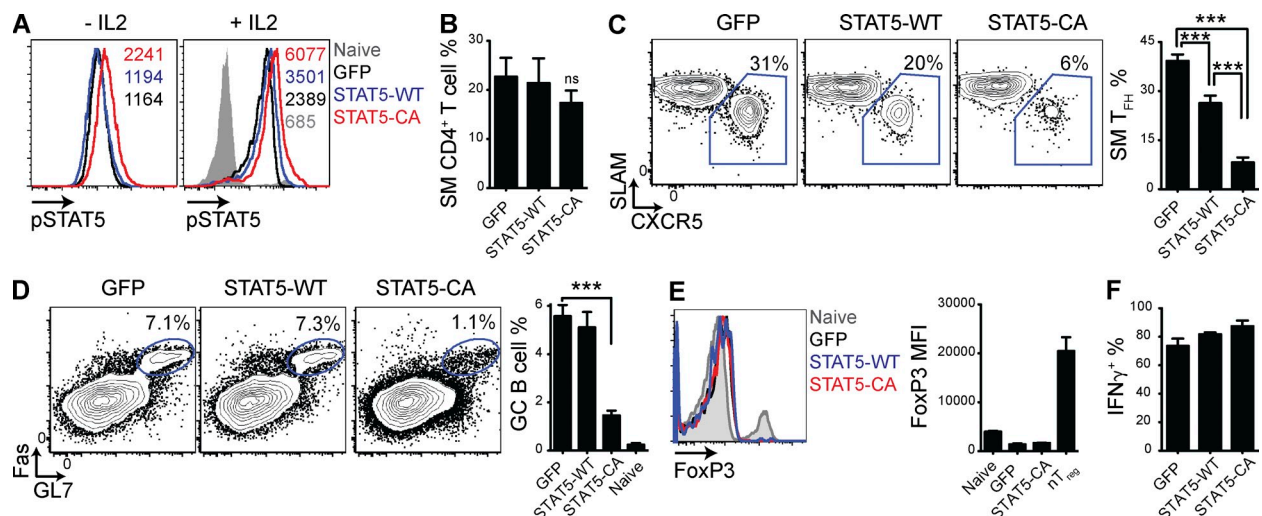 A
- IL2
+ IL2
2241
1194
1164
6077
3501
2389
685
Naive
GFP
STAT5-WT
STAT5-CA
pSTAT5
pSTAT5
B
SM CD4+ T cell %
30
20
10
0
ns
GFP
STAT5-WT
STAT5-CA
C
GFP
STAT5-WT
STAT5-CA
31%
20%
6%
SLAM
0
0
CXCR5
SM TFH %
45
30
15
0
***
***
***
GFP
STAT5-WT
STAT5-CA
D
GFP
STAT5-WT
STAT5-CA
7.1%
7.3%
1.1%
Fas
0
0
GL7
GC B cell %
6
4
2
0
***
GFP
STAT5-WT
STAT5-CA
Naive
E
Naive
GFP
STAT5-WT
STAT5-CA
FoxP3
FoxP3 MFI
30000
20000
10000
0
Naive
GFP
STAT5-CA
nTreg
F
IFNγ+ %
100
80
60
40
20
0
GFP
STAT5-WT
STAT5-CA